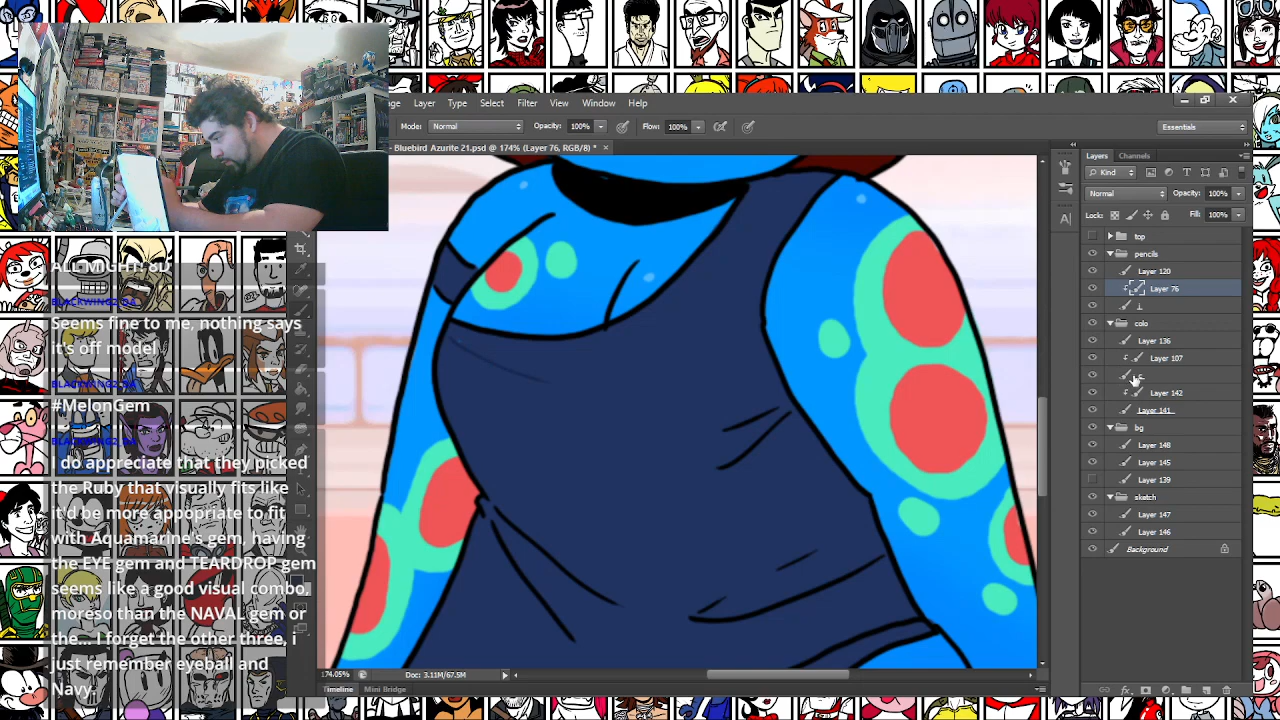 Layer Type Select Filter View Window Help
Mode: Normal Opacity: 100% Flow: 100% Essentials
Bluebird Azurite 21.psd @ 174% (Layer 76, RGB/8) * ×
Layers Channels
Kind
Normal Opacity: 100%
Lock: Fill: 100%
top
pencils
Layer 120
Layer 76
colo
Layer 136
Layer 107
Layer 142
Layer 141
bg
Layer 148
Layer 145
Layer 139
sketch
Layer 147
Layer 146
Background
ALL MIGHT! 8D
BLACKWING2_DA
Seems fine to me, nothing says
it's off model
BLACKWING2_DA
#MelonGem
BLACKWING2_DA
I do appreciate that they picked
the Ruby that visually fits like
it'd be more appopriate to fit
with Aquamarine's gem, having
the EYE gem and TEARDROP gem
seems like a good visual combo,
moreso than the NAVAL gem or
the... I forget the other three, i
just remember eyeball and
Navy
174.05% Doc: 3.11M/67.5M
Timeline Mini Bridge